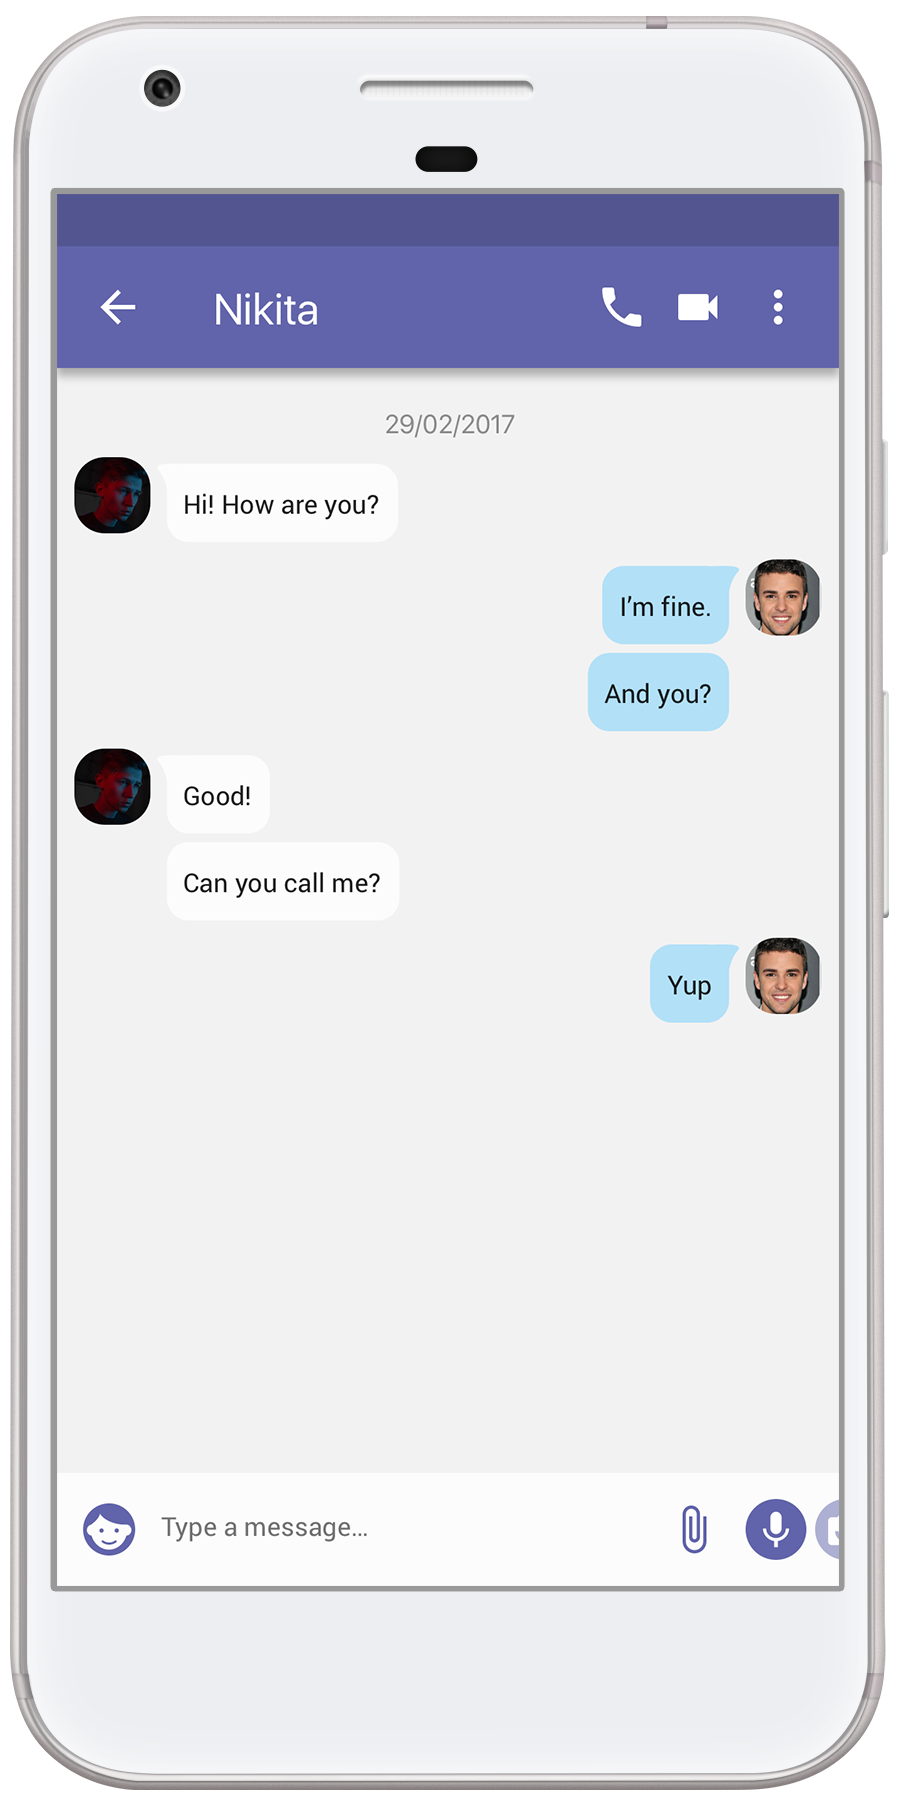 Nikita
29/02/2017
Hi! How are you?
I’m fine.
And you?
Good!
Can you call me?
Yup
Type a message...